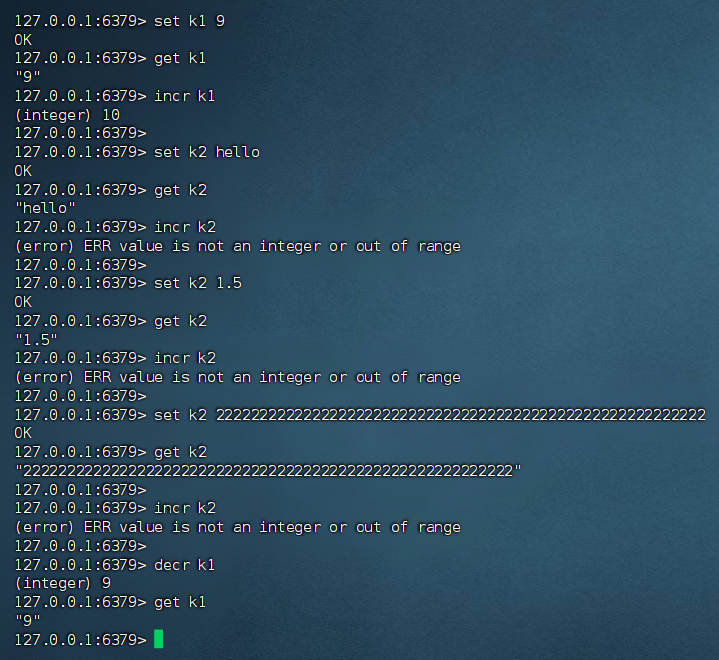 127.0.0.1:6379> set k1 9
OK
127.0.0.1:6379> get k1
"9"
127.0.0.1:6379> incr k1
(integer) 10
127.0.0.1:6379>
127.0.0.1:6379> set k2 hello
OK
127.0.0.1:6379> get k2
"hello"
127.0.0.1:6379> incr k2
(error) ERR value is not an integer or out of range
127.0.0.1:6379>
127.0.0.1:6379> set k2 1.5
OK
127.0.0.1:6379> get k2
"1.5"
127.0.0.1:6379> incr k2
(error) ERR value is not an integer or out of range
127.0.0.1:6379>
127.0.0.1:6379> set k2 22222222222222222222222222222222222222222222222222222222
OK
127.0.0.1:6379> get k2
"22222222222222222222222222222222222222222222222222222222"
127.0.0.1:6379>
127.0.0.1:6379> incr k2
(error) ERR value is not an integer or out of range
127.0.0.1:6379>
127.0.0.1:6379> decr k1
(integer) 9
127.0.0.1:6379> get k1
"9"
127.0.0.1:6379>